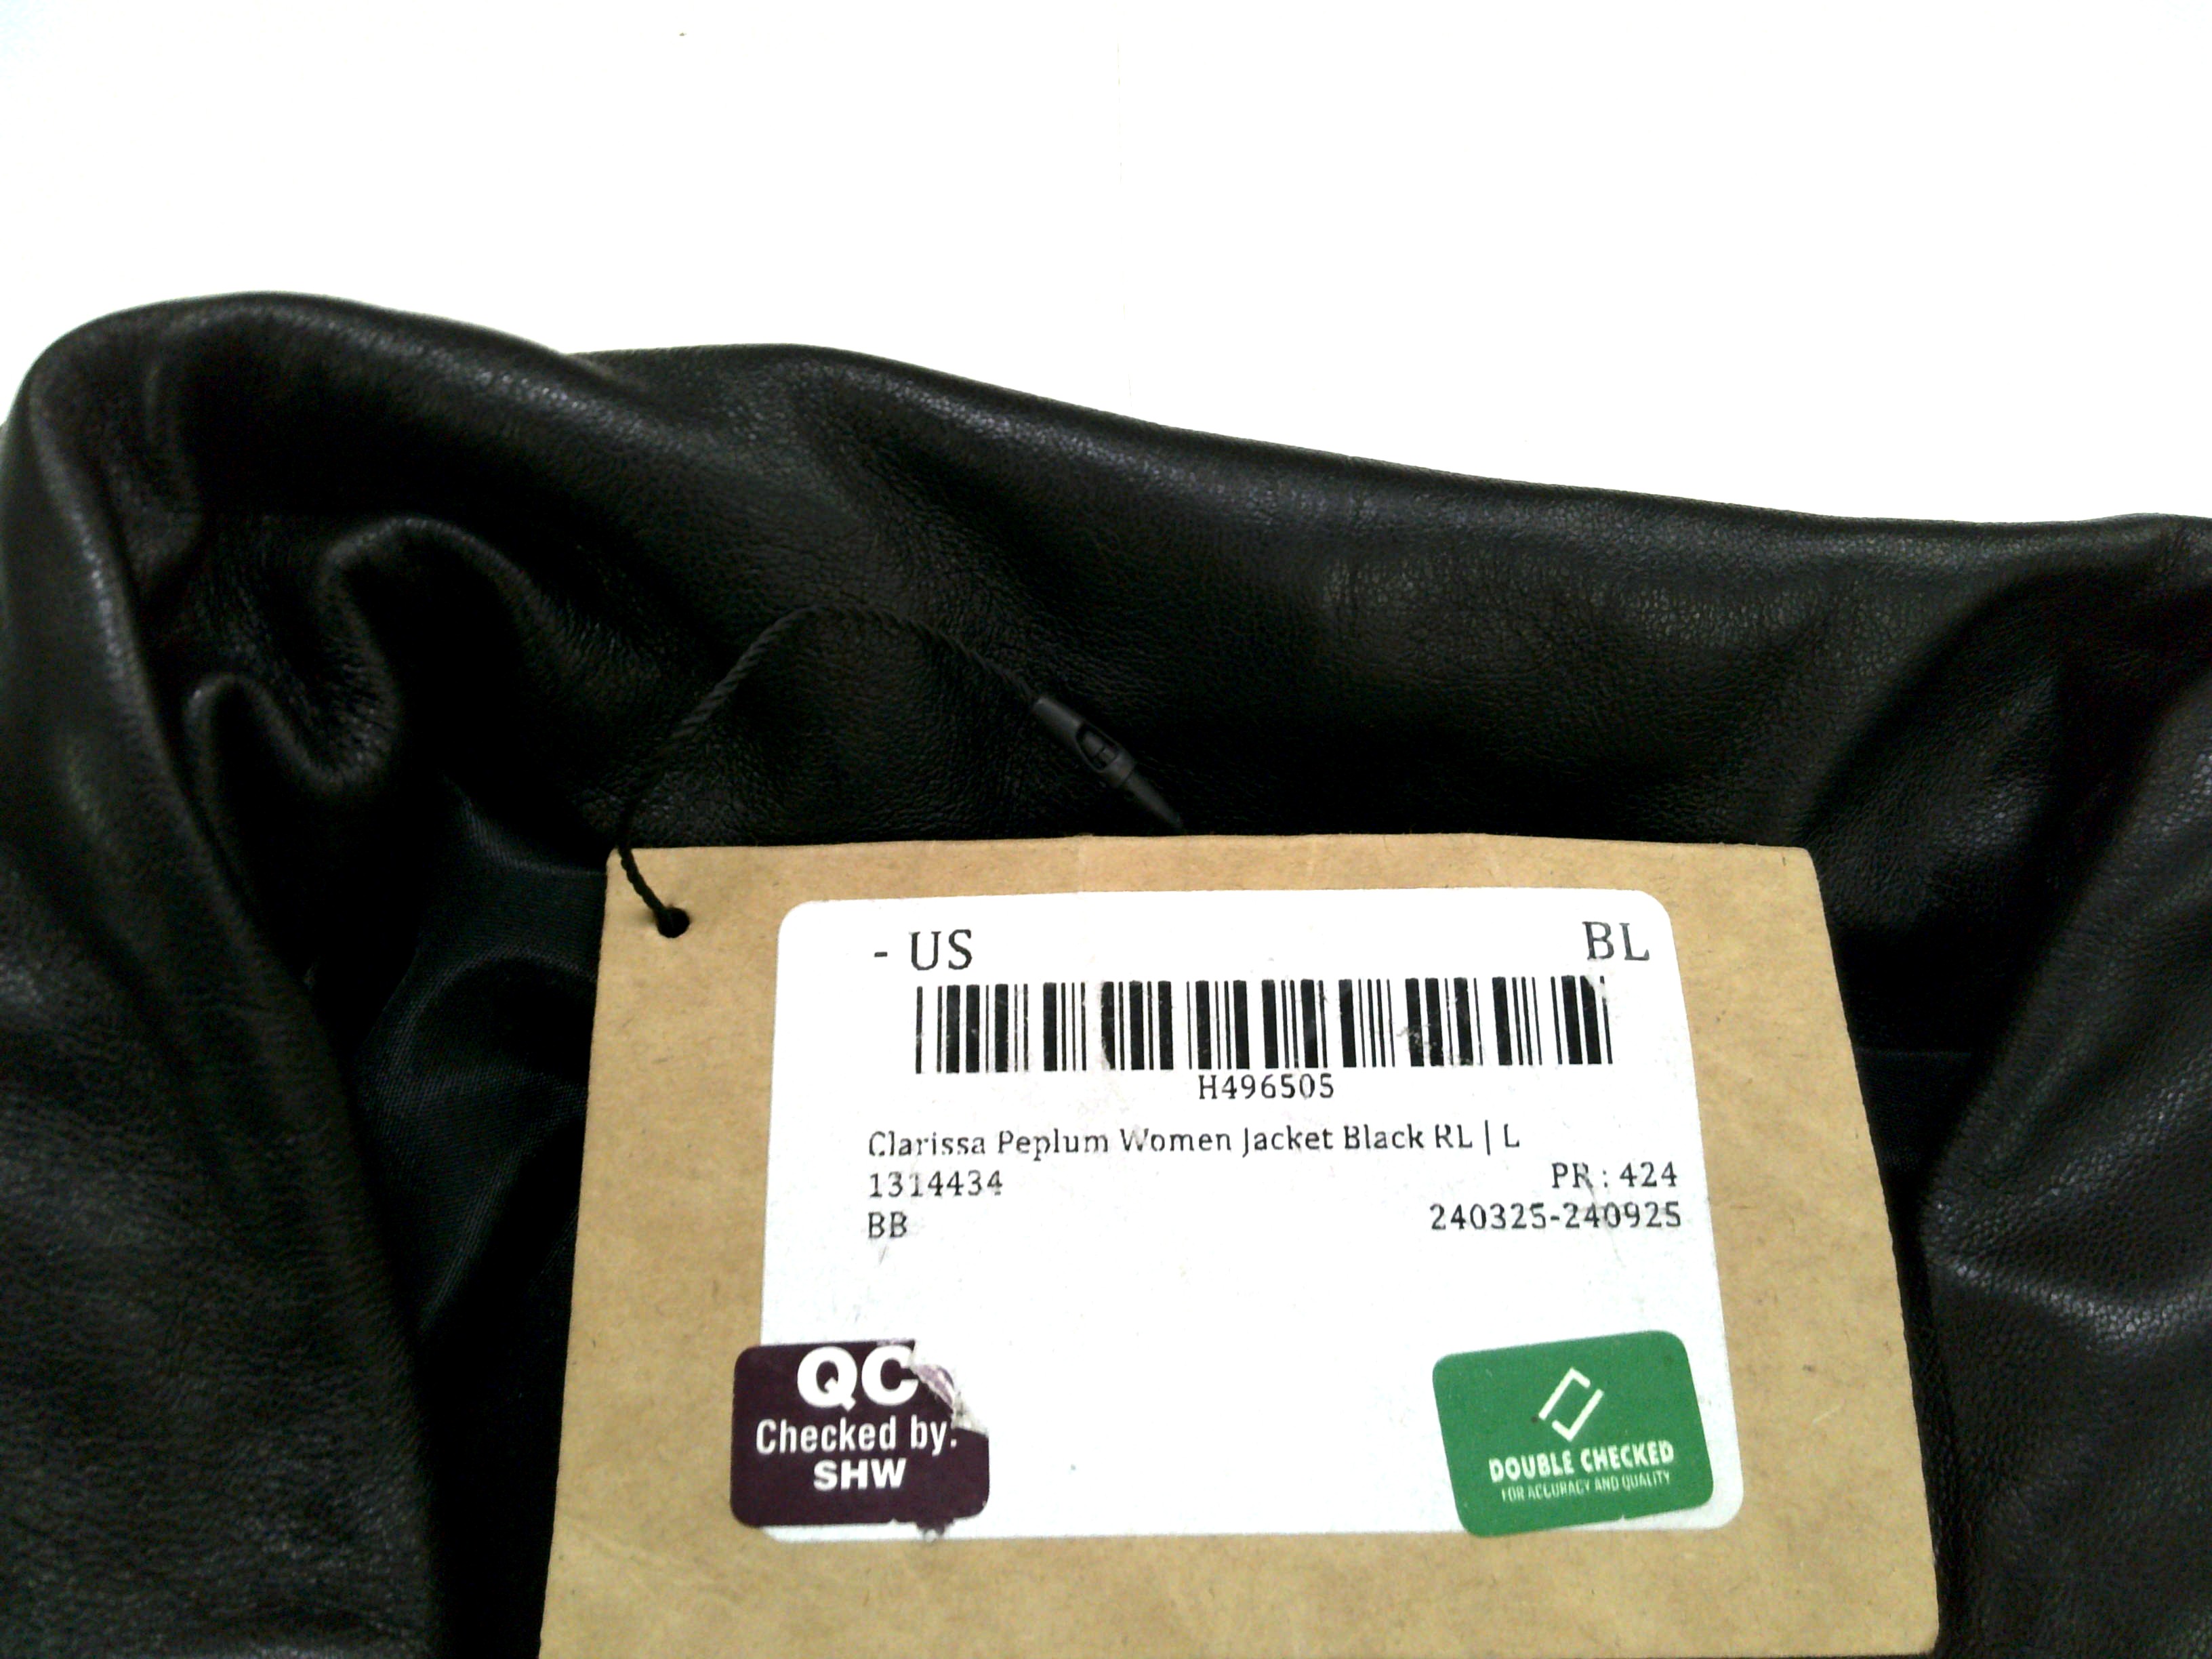 - US BL
H496505
Clarissa Peplum Women Jacket Black RL | L
1314434 PR : 424
BB 240325-240925
QC
Checked by:
SHW
DOUBLE CHECKED
FOR ACCURACY AND QUALITY